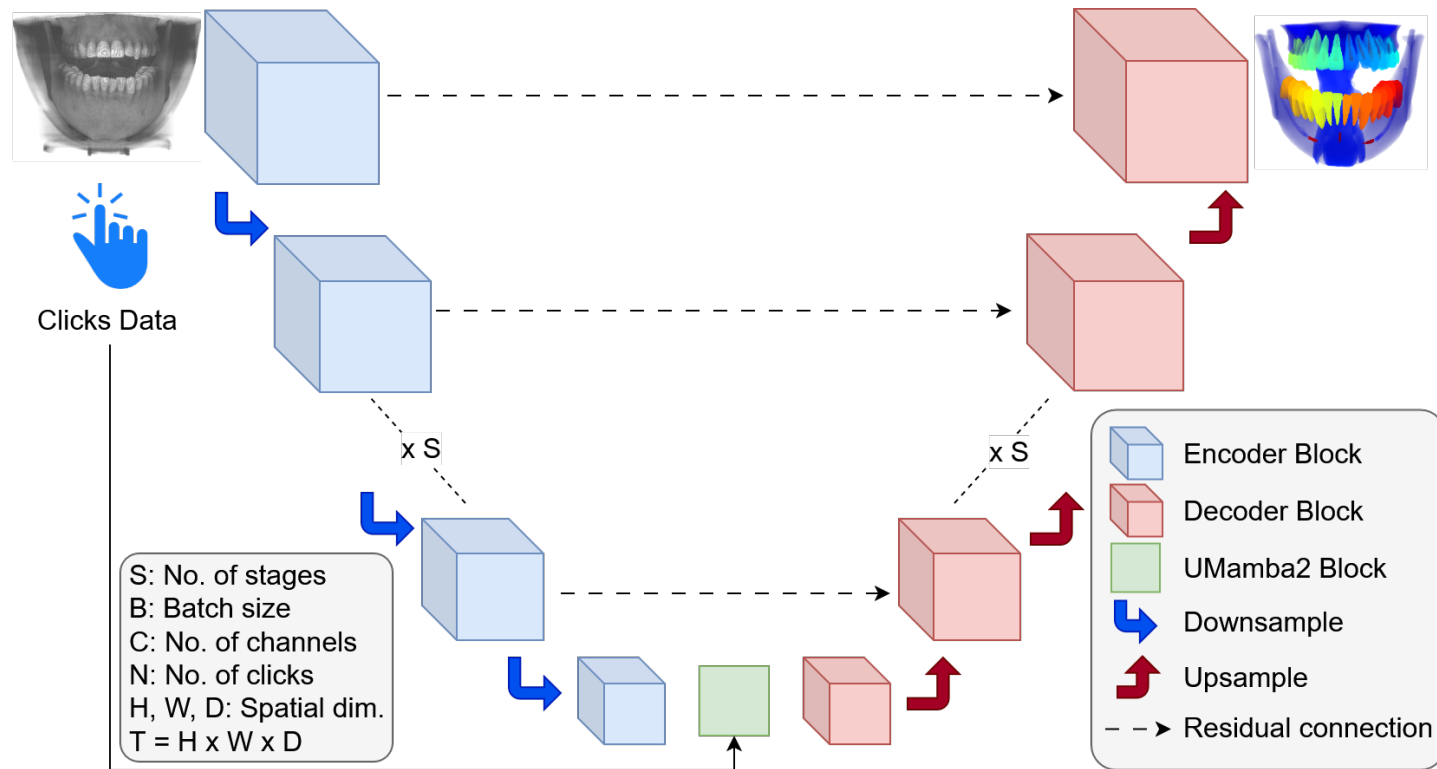 Clicks Data
x S
x S
S: No. of stages
B: Batch size
C: No. of channels
N: No. of clicks
H, W, D: Spatial dim.
T = H x W x D
Encoder Block
Decoder Block
UMamba2 Block
Downsample
Upsample
Residual connection